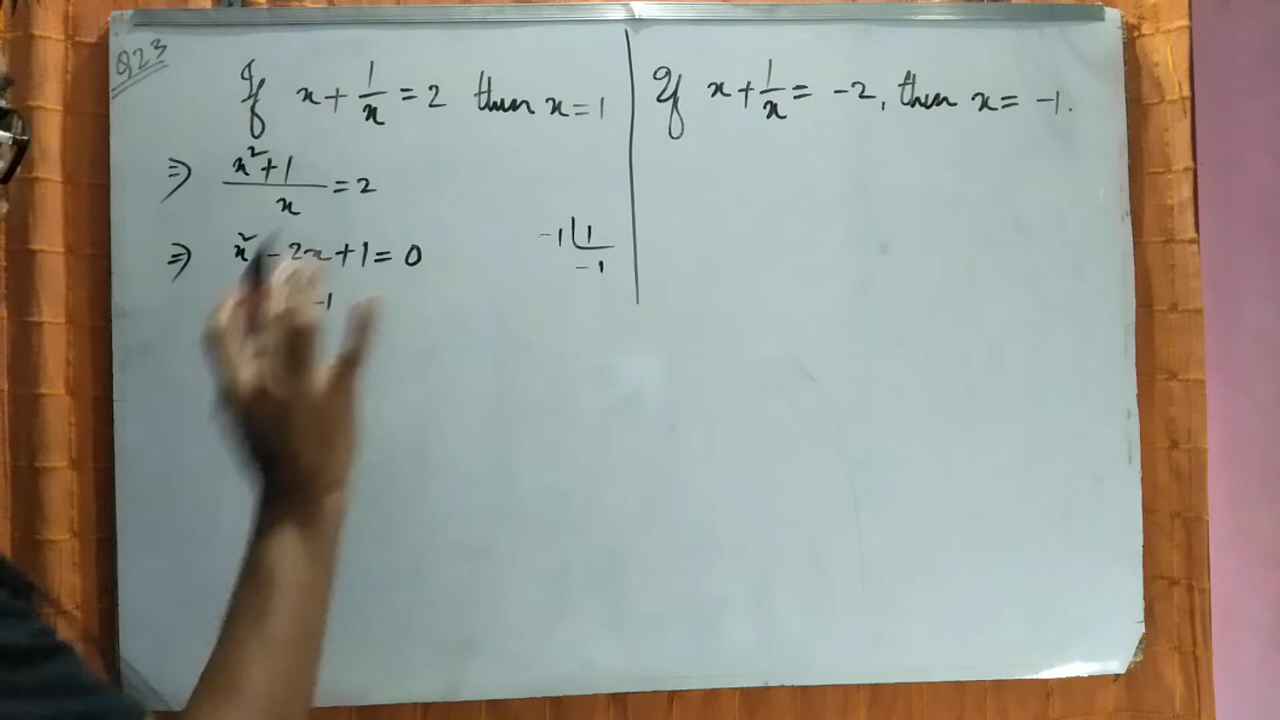 Q23
If x + 1/x = 2 then x = 1
⇒ x² + 1 / x = 2
⇒ x² - 2x + 1 = 0
-1
-1 | 1
-1
If x + 1/x = -2, then x = -1.